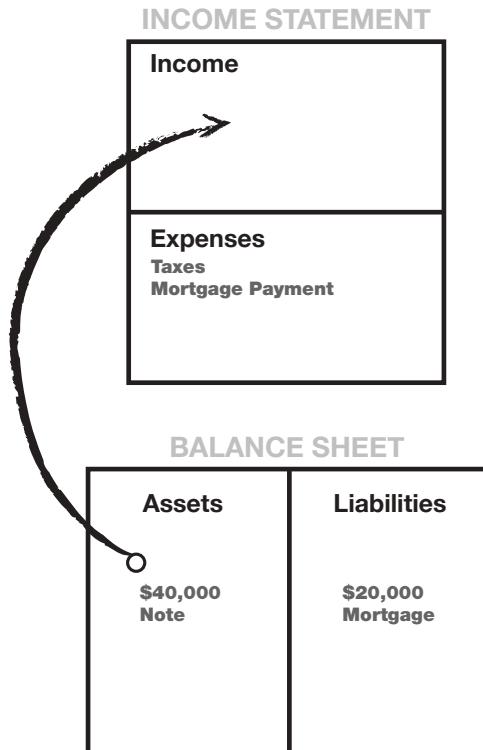 INCOME STATEMENT
Income
Expenses
Taxes
Mortgage Payment
BALANCE SHEET
Assets
$40,000
Note
Liabilities
$20,000
Mortgage